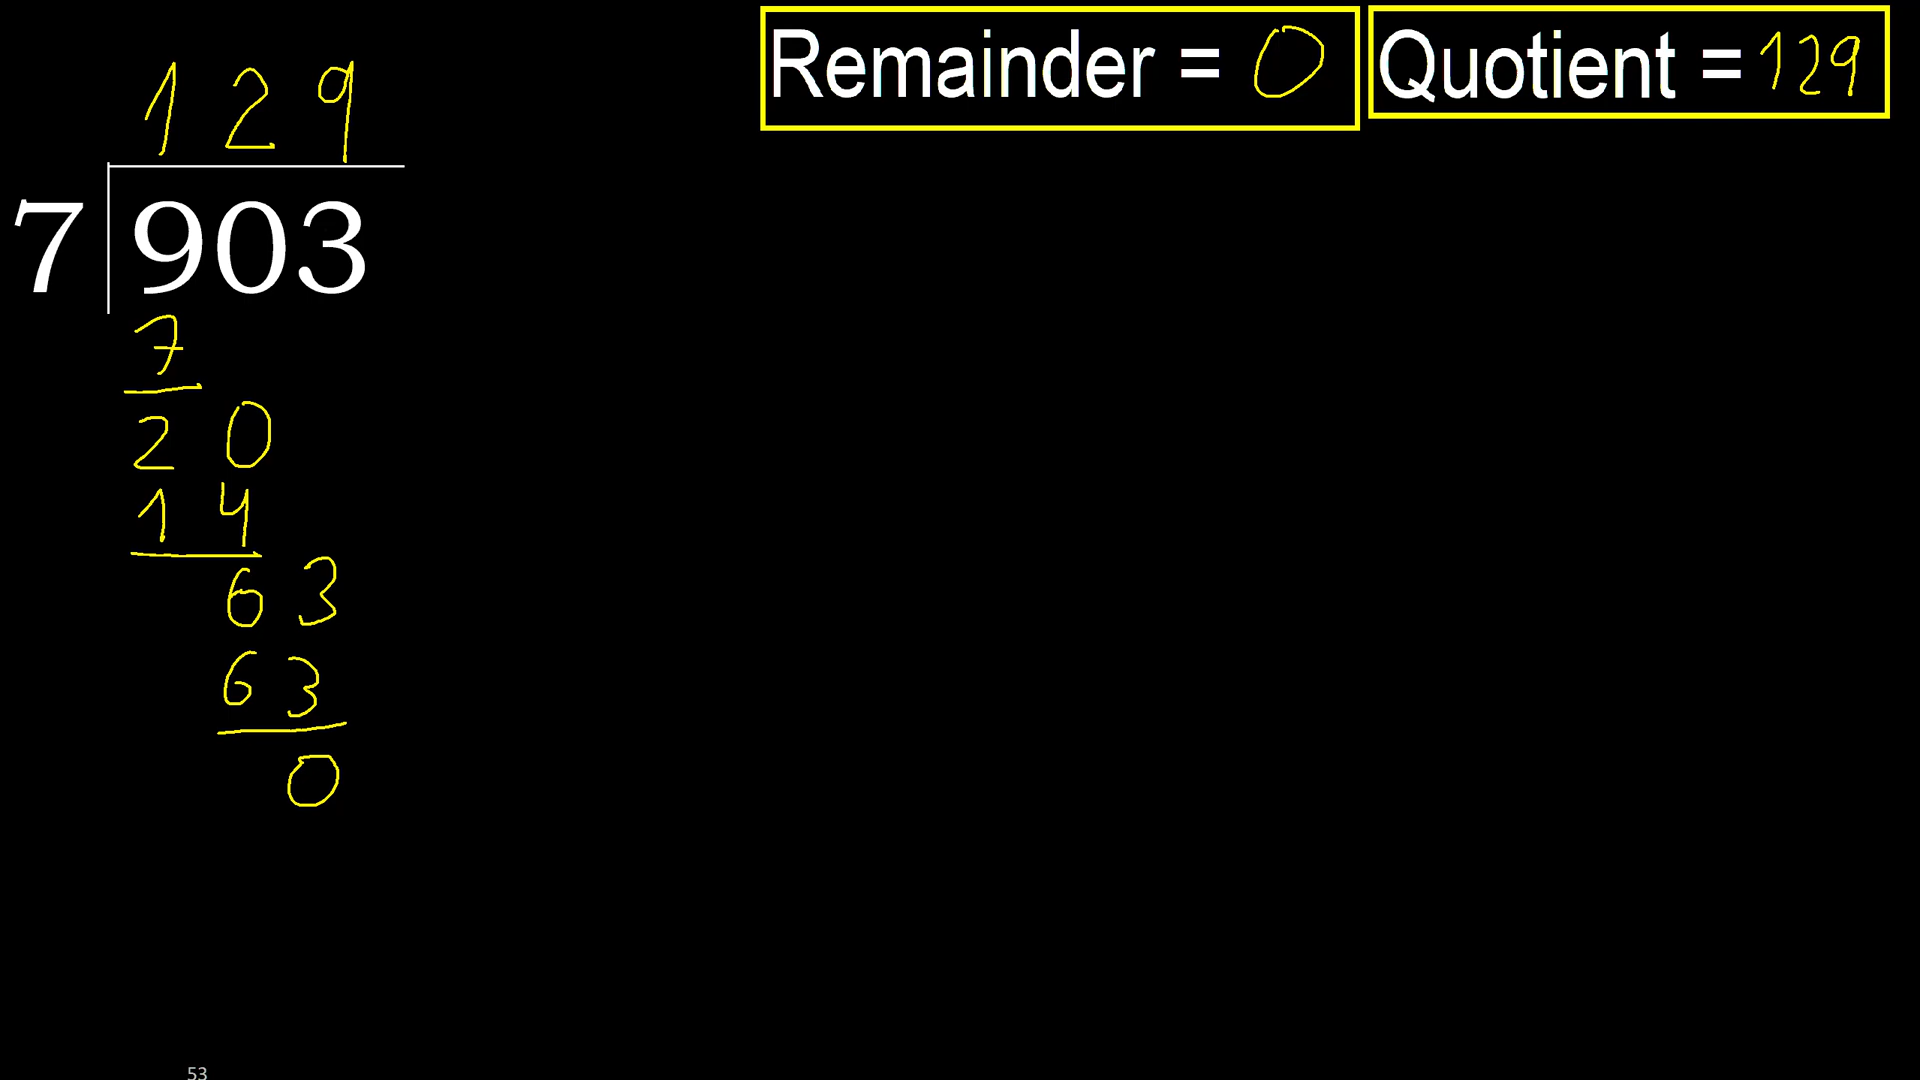 Remainder = 0
Quotient = 129
1 2 9
7 903
7
2 0
1 4
6 3
6 3
0
53